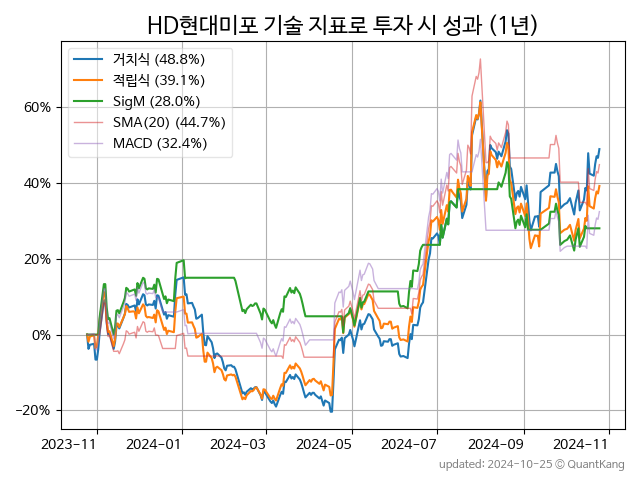 HD현대미포 기술 지표로 투자 시 성과 (1년)
거치식 (48.8%)
적립식 (39.1%)
SigM (28.0%)
SMA(20) (44.7%)
MACD (32.4%)
60%
40%
20%
0%
−20%
2023−11 2024−01 2024−03 2024−05 2024−07 2024−09 2024−11
updated: 2024-10-25 © QuantKang